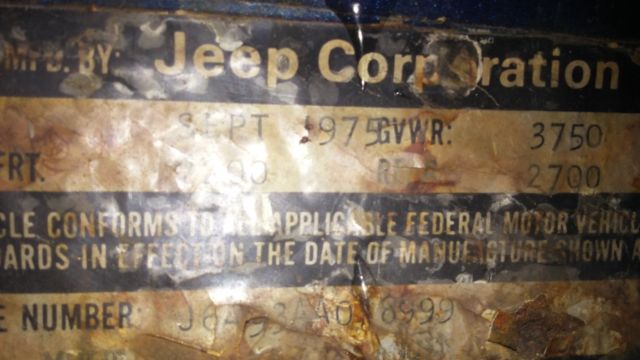 MFD. BY: Jeep Corporation
SEPT 1975 GVWR: 3750
FRT. 2700
CLE CONFORMS TO ALL APPLICABLE FEDERAL MOTOR VEHICLE
DARDS IN EFFECT ON THE DATE OF MANUFACTURE SHOWN A
E NUMBER: